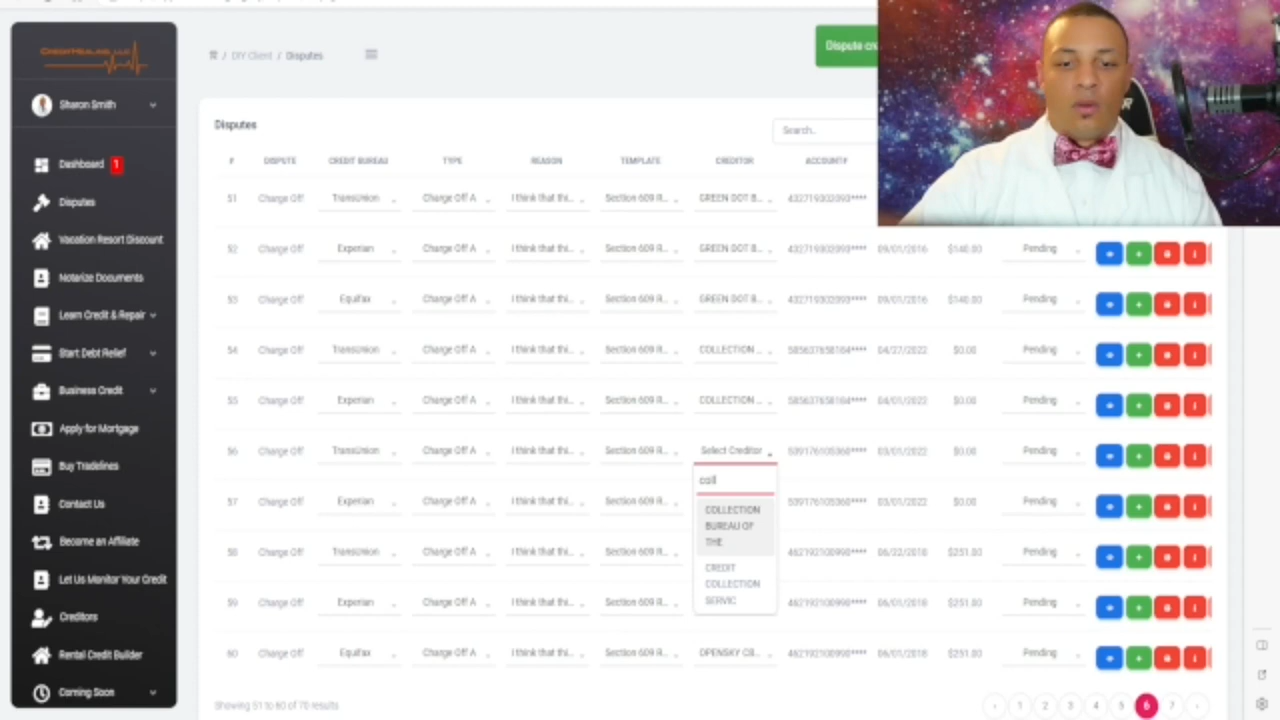 CREDITHEALING, LLC
Sharon Smith
Dashboard 1
Disputes
Vacation Resort Discount
Notarize Documents
Learn Credit & Repair
Start Debt Relief
Business Credit
Apply for Mortgage
Buy Tradelines
Contact Us
Become an Affiliate
Let Us Monitor Your Credit
Creditors
Rental Credit Builder
Coming Soon
/ DIY Client / Disputes
Dispute
Disputes
Search..
# DISPUTE CREDIT BUREAU TYPE REASON TEMPLATE CREDITOR ACCOUNT#
51 Charge Off TransUnion Charge Off A I think that thi... Section 609 R... GREEN DOT B...
52 Charge Off Experian Charge Off A I think that thi... Section 609 R... GREEN DOT B... 09/01/2016 $140.00 Pending
53 Charge Off Equifax Charge Off A I think that thi... Section 609 R... GREEN DOT B... 09/01/2016 $140.00 Pending
54 Charge Off TransUnion Charge Off A I think that thi... Section 609 R... COLLECTION ... 04/27/2022 $0.00 Pending
55 Charge Off Experian Charge Off A I think that thi... Section 609 R... COLLECTION ... 04/01/2022 $0.00 Pending
56 Charge Off TransUnion Charge Off A I think that thi... Section 609 R... Select Creditor 03/01/2022 $0.00 Pending
coll
COLLECTION
BUREAU OF
THE
CREDIT
COLLECTION
SERVIC
57 Charge Off Experian Charge Off A I think that thi... Section 609 R... 03/01/2022 $0.00 Pending
58 Charge Off TransUnion Charge Off A I think that thi... Section 609 R... 06/22/2018 $251.00 Pending
59 Charge Off Experian Charge Off A I think that thi... Section 609 R... 06/01/2018 $251.00 Pending
60 Charge Off Equifax Charge Off A I think that thi... Section 609 R... OPENSKY CB... 06/01/2018 $251.00 Pending
Showing 51 to 60 of 70 results
‹ 1 2 3 4 5 6 7 ›